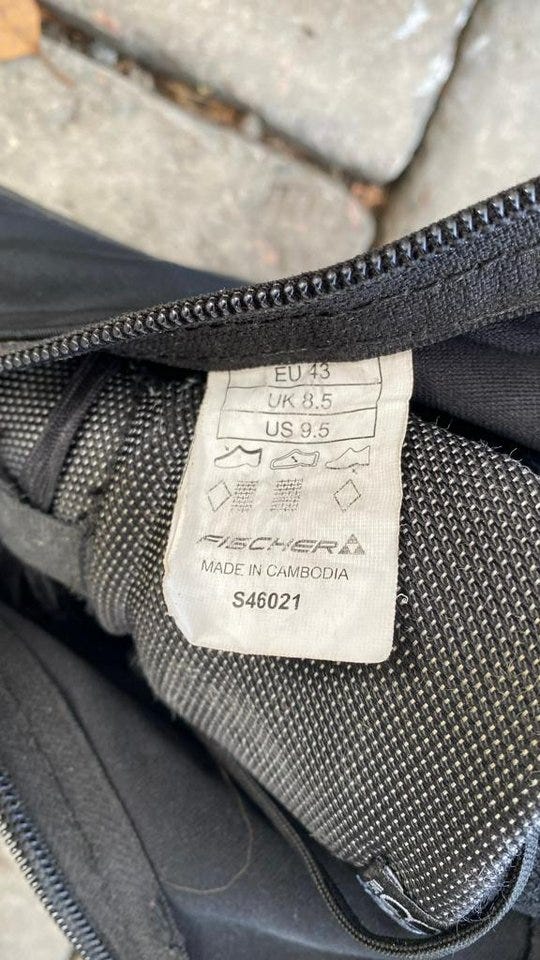 EU 43
UK 8.5
US 9.5
FISCHER
MADE IN CAMBODIA
S46021